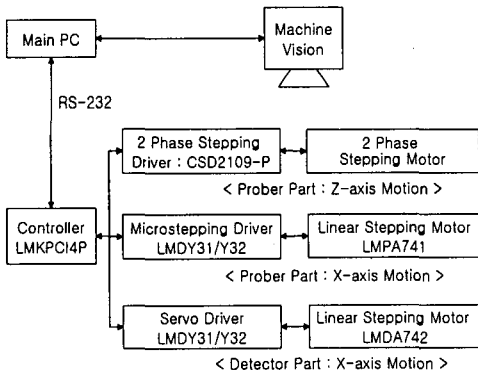 Main PC
Machine
Vision
RS-232
2 Phase Stepping
Driver : CSD2109-P
2 Phase
Stepping Motor
< Prober Part : Z-axis Motion >
Controller
LMKPCI4P
Microstepping Driver
LMDY31/Y32
Linear Stepping Motor
LMPA741
< Prober Part : X-axis Motion >
Servo Driver
LMDY31/Y32
Linear Stepping Motor
LMDA742
< Detector Part : X-axis Motion >